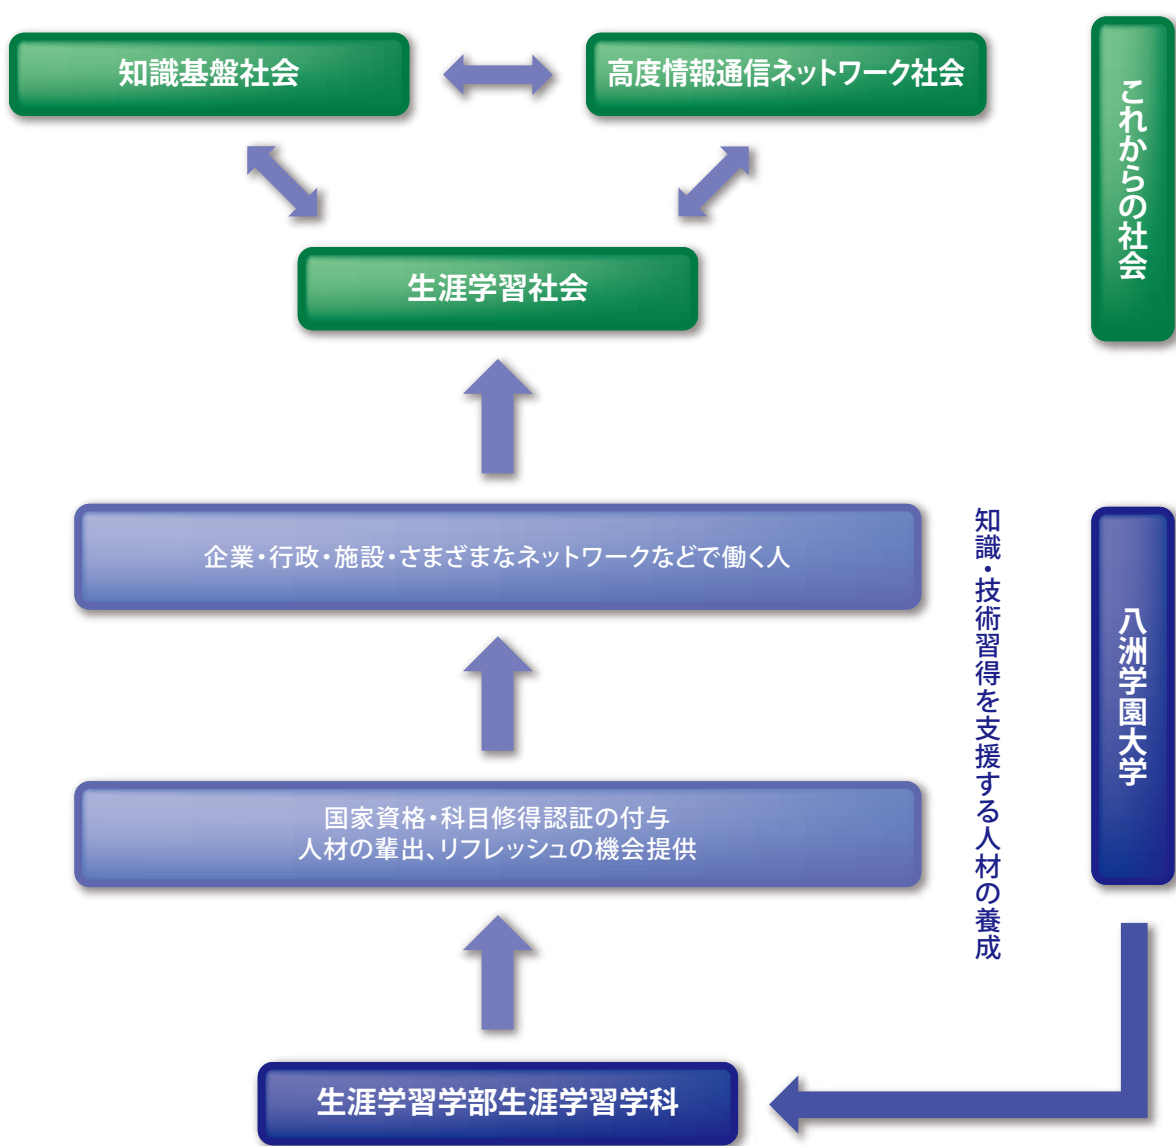 知識基盤社会
高度情報通信ネットワーク社会
これからの社会
生涯学習社会
企業・行政・施設・さまざまなネットワークなどで働く人
知識・技術習得を支援する人材の養成
八洲学園大学
国家資格・科目修得認証の付与
人材の輩出、リフレッシュの機会提供
生涯学習学部生涯学習学科